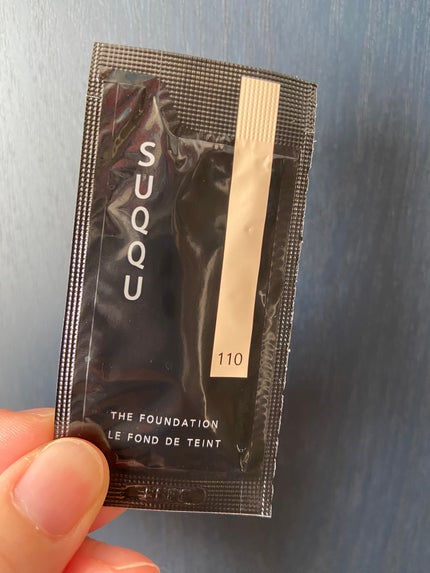 SUQQU
110
THE FOUNDATION
LE FOND DE TEINT